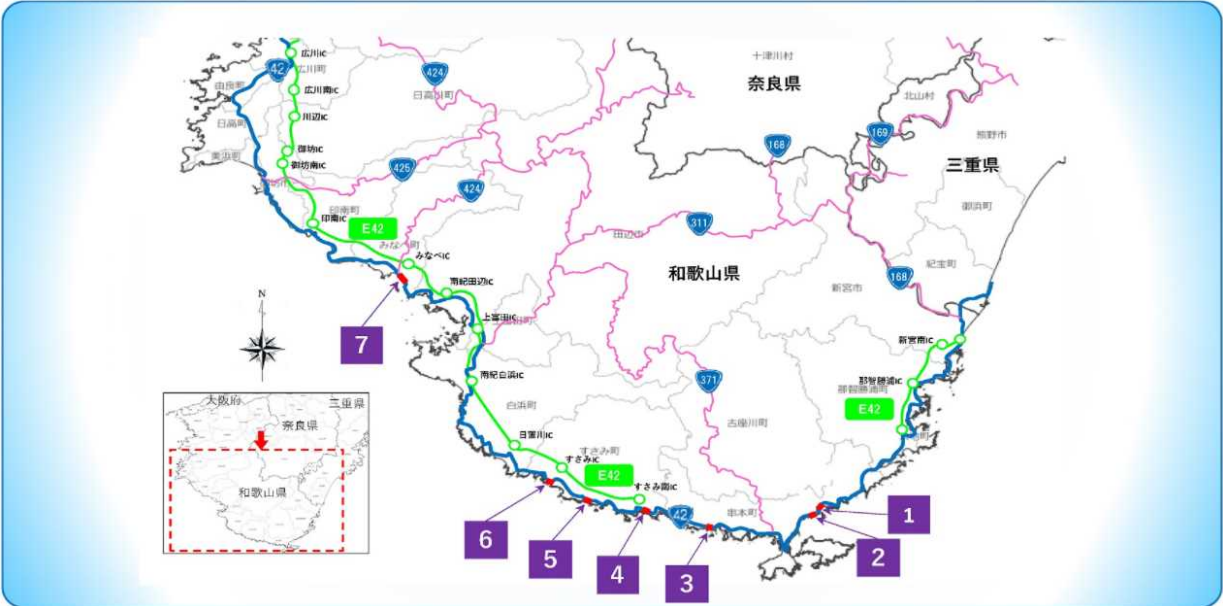 十津川村
奈良県
北山村
熊野市
三重県
御浜町
紀宝町
新宮市
169
168
168
広川IC
広川町
42
由良町
424
日高川町
広川南IC
日高町
川辺IC
美浜町
御坊IC
御坊南IC
425
424
印南町
印南IC
E42
みなべ町
みなべIC
南紀田辺IC
311
田辺市
和歌山県
上富田IC
南紀白浜IC
白浜町
日置川IC
すさみIC
すさみ町
E42
すさみ南IC
42
371
古座川町
串本町
新宮南IC
那智勝浦IC
那智勝浦町
E42
N
7
6
5
4
3
2
1
大阪府
三重県
奈良県
和歌山県